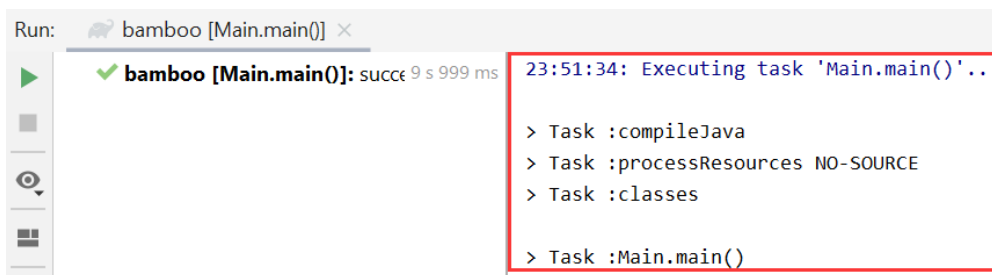 Run: bamboo [Main.main()] ×
bamboo [Main.main()]: succe 9 s 999 ms
23:51:34: Executing task 'Main.main()'..
> Task :compileJava
> Task :processResources NO-SOURCE
> Task :classes
> Task :Main.main()